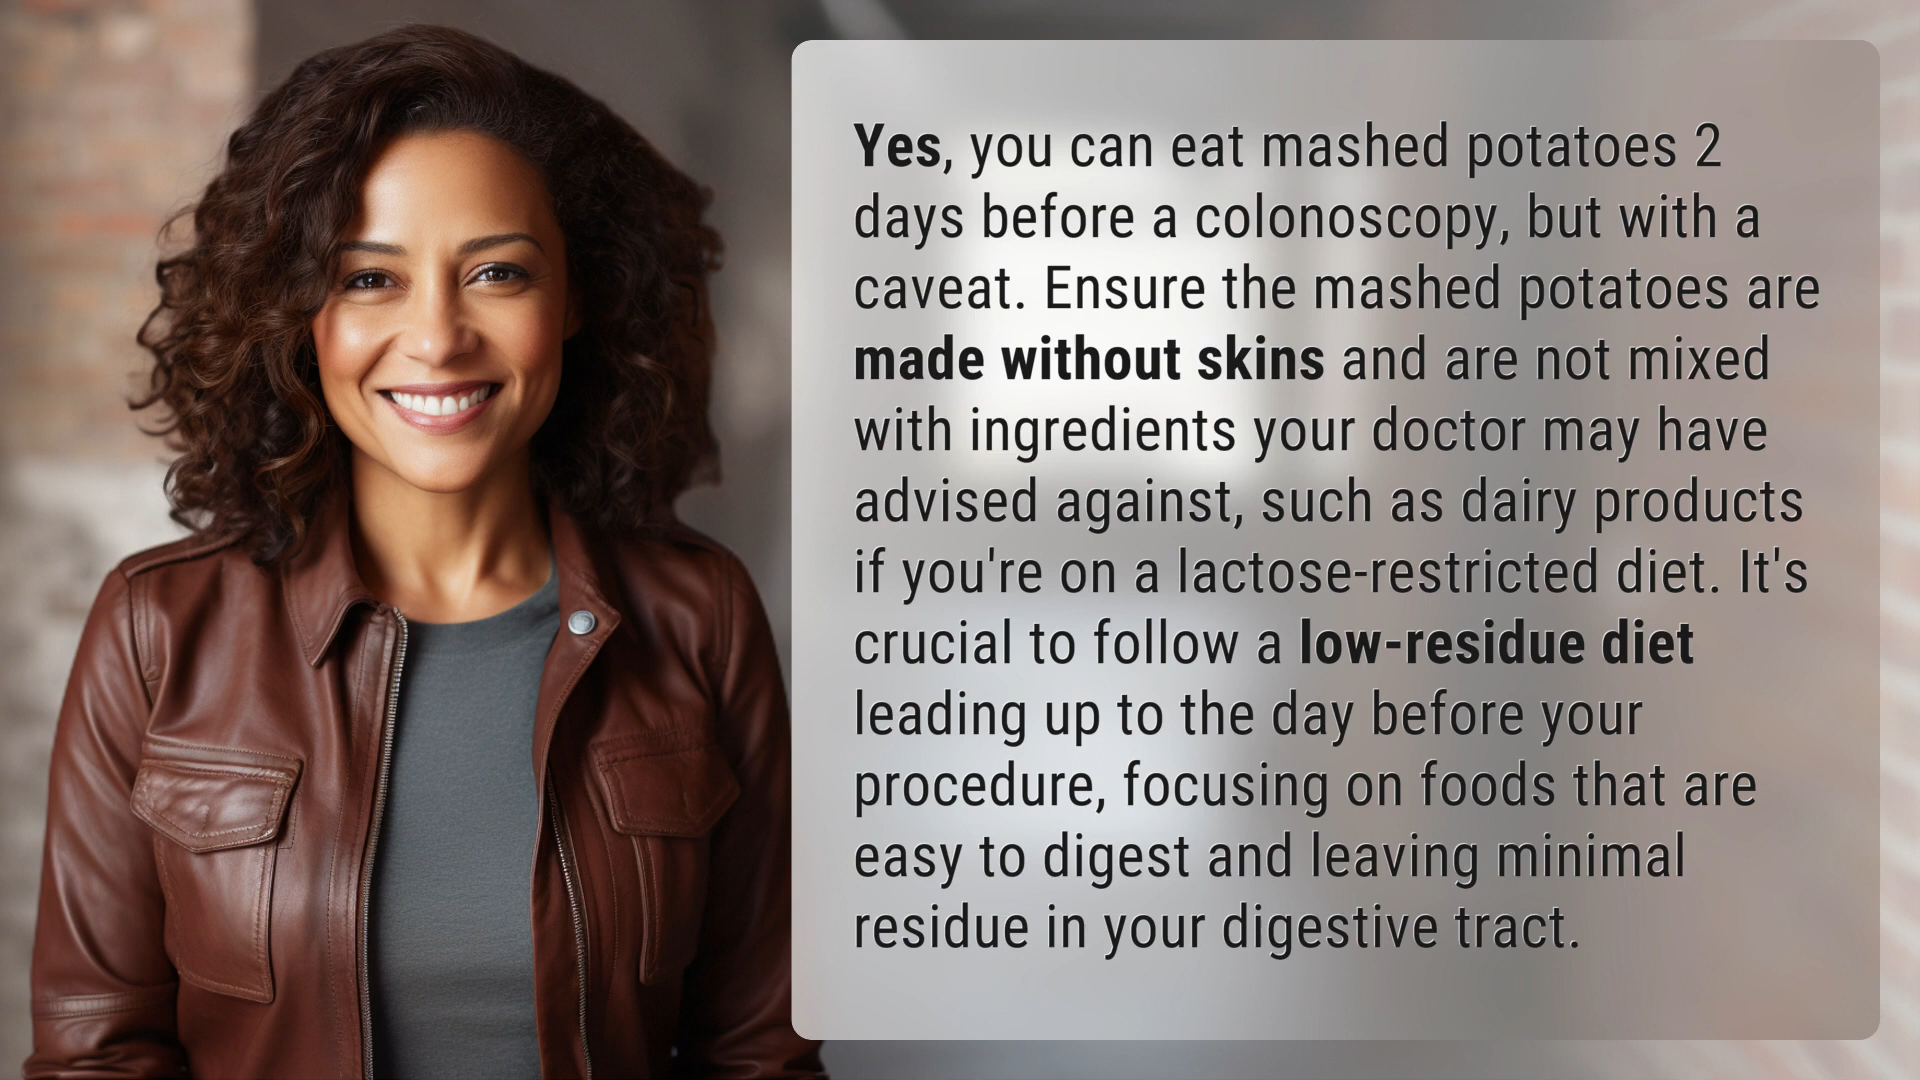 Yes, you can eat mashed potatoes 2
days before a colonoscopy, but with a
caveat. Ensure the mashed potatoes are
made without skins and are not mixed
with ingredients your doctor may have
advised against, such as dairy products
if you're on a lactose-restricted diet. It's
crucial to follow a low-residue diet
leading up to the day before your
procedure, focusing on foods that are
easy to digest and leaving minimal
residue in your digestive tract.